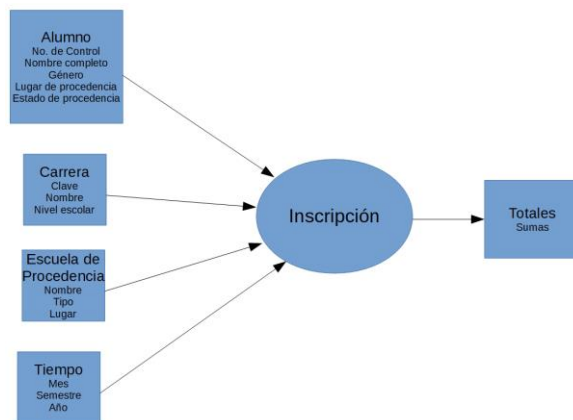 Alumno
No. de Control
Nombre completo
Género
Lugar de procedencia
Estado de procedencia
Carrera
Clave
Nombre
Nivel escolar
Escuela de
Procedencia
Nombre
Tipo
Lugar
Tiempo
Mes
Semestre
Año
Inscripción
Totales
Sumas